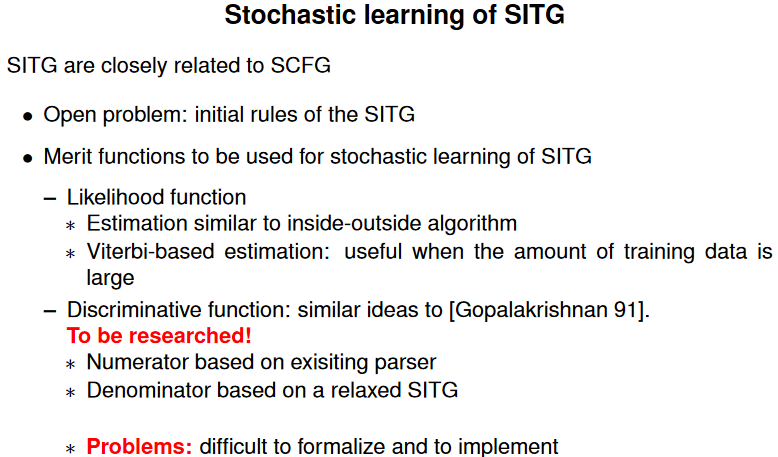 Stochastic learning of SITG
SITG are closely related to SCFG
• Open problem: initial rules of the SITG
• Merit functions to be used for stochastic learning of SITG
– Likelihood function
∗ Estimation similar to inside-outside algorithm
∗ Viterbi-based estimation: useful when the amount of training data is
large
– Discriminative function: similar ideas to [Gopalakrishnan 91].
To be researched!
∗ Numerator based on exisiting parser
∗ Denominator based on a relaxed SITG
∗ Problems: difficult to formalize and to implement